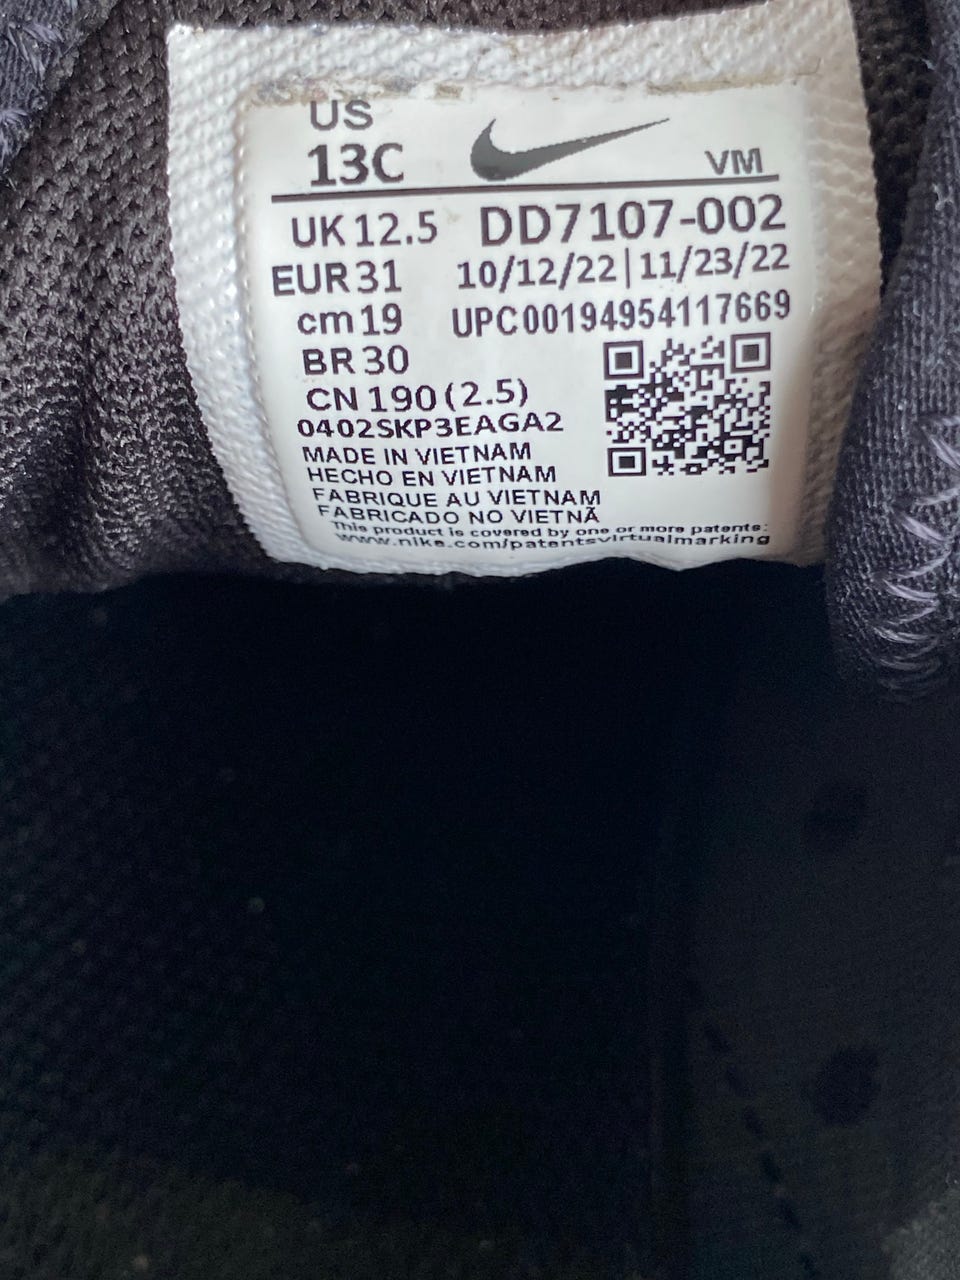 US
13C
VM
UK 12.5 DD7107-002
EUR 31 10/12/22|11/23/22
cm 19 UPC00194954117669
BR 30
CN 190(2.5)
0402SKP3EAGA2
MADE IN VIETNAM
HECHO EN VIETNAM
FABRIQUE AU VIETNAM
FABRICADO NO VIETNÃ
This product is covered by one or more patents:
www.nike.com/patentsvirtualmarking